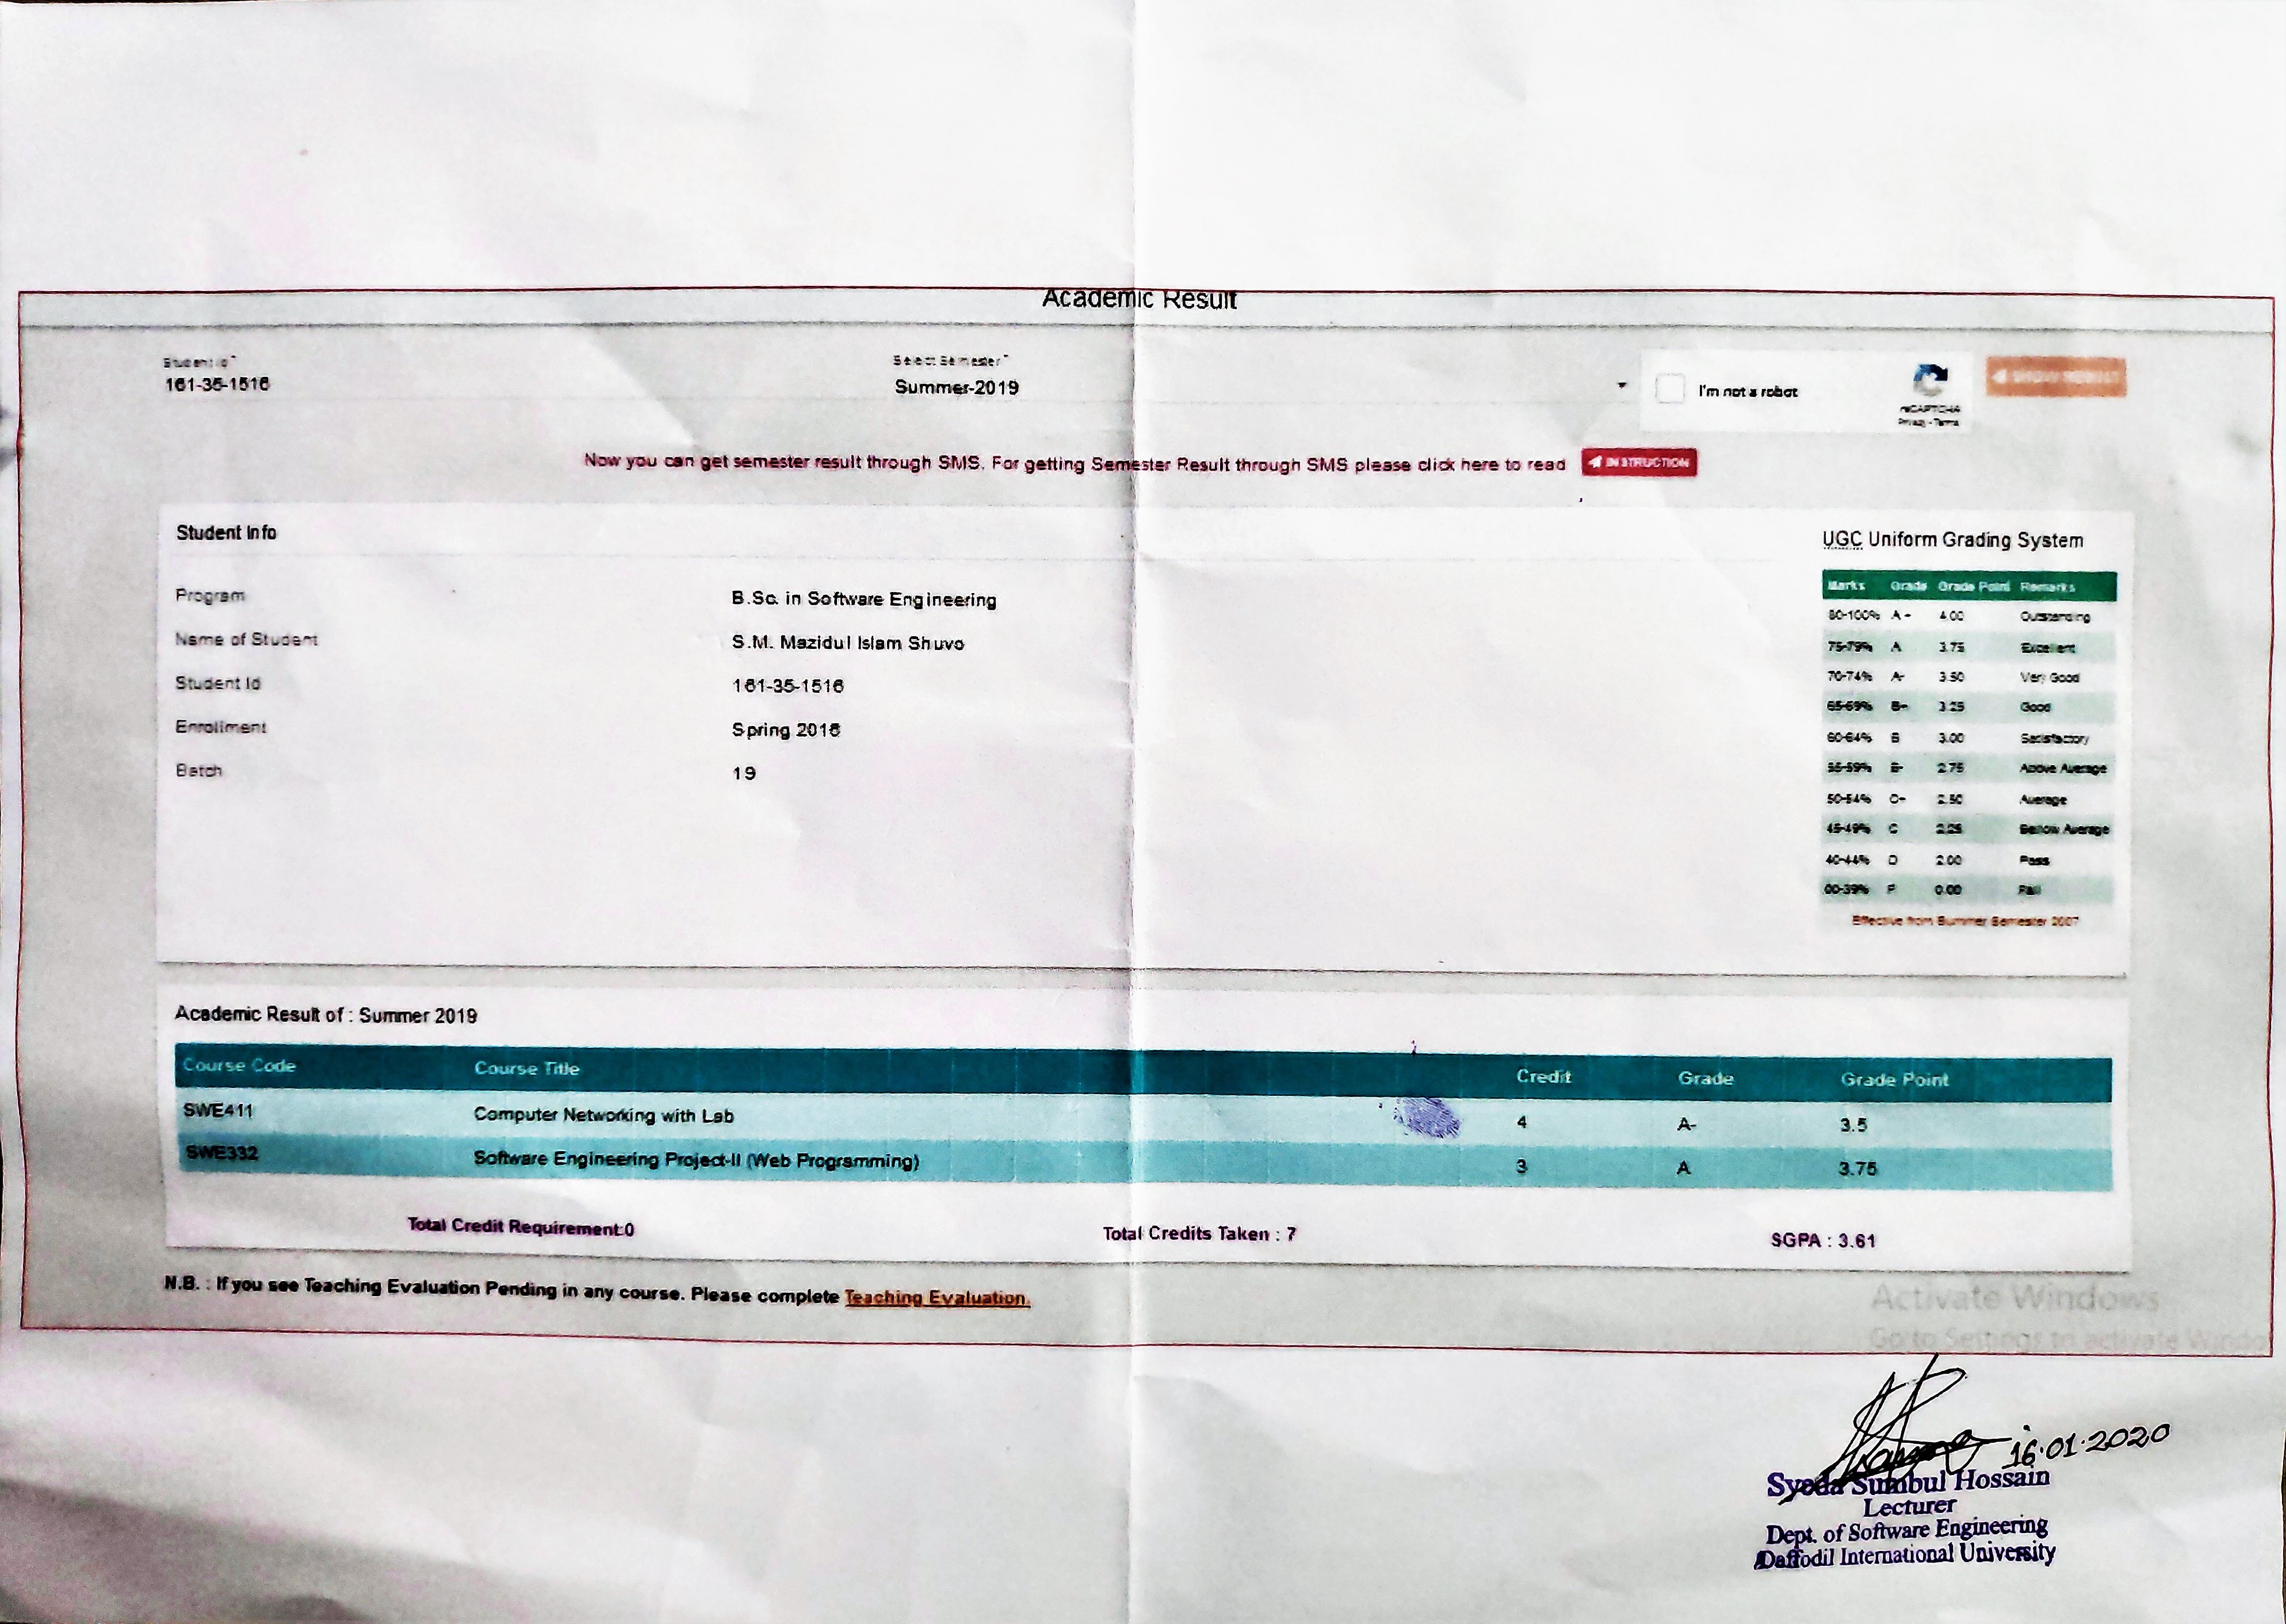 Academic Result
Student Id*
161-35-1516
Select Semester*
Summer-2019
I'm not a robot
reCAPTCHA
Privacy - Terms
SHOW RESULT
Now you can get semester result through SMS. For getting Semester Result through SMS please click here to read
INSTRUCTION
Student Info
Program B.Sc. in Software Engineering
Name of Student S.M. Mazidul Islam Shuvo
Student Id 161-35-1516
Enrollment Spring 2016
Batch 19
UGC Uniform Grading System
Marks Grade Grade Point Remarks
80-100% A+ 4.00 Outstanding
75-79% A 3.75 Excellent
70-74% A- 3.50 Very Good
65-69% B+ 3.25 Good
60-64% B 3.00 Satisfactory
55-59% B- 2.75 Above Average
50-54% C+ 2.50 Average
45-49% C 2.25 Bellow Average
40-44% D 2.00 Pass
00-39% F 0.00 Fail
Effective from Summer Semester 2007
Academic Result of : Summer 2019
Course Code Course Title Credit Grade Grade Point
SWE411 Computer Networking with Lab 4 A- 3.5
SWE332 Software Engineering Project-II (Web Programming) 3 A 3.75
Total Credit Requirement:0 Total Credits Taken : 7 SGPA : 3.61
N.B. : If you see Teaching Evaluation Pending in any course. Please complete Teaching Evaluation.
Activate Windows
Go to Settings to activate Windo
16.01.2020
Syeda Sumbul Hossain
Lecturer
Dept. of Software Engineering
Daffodil International University